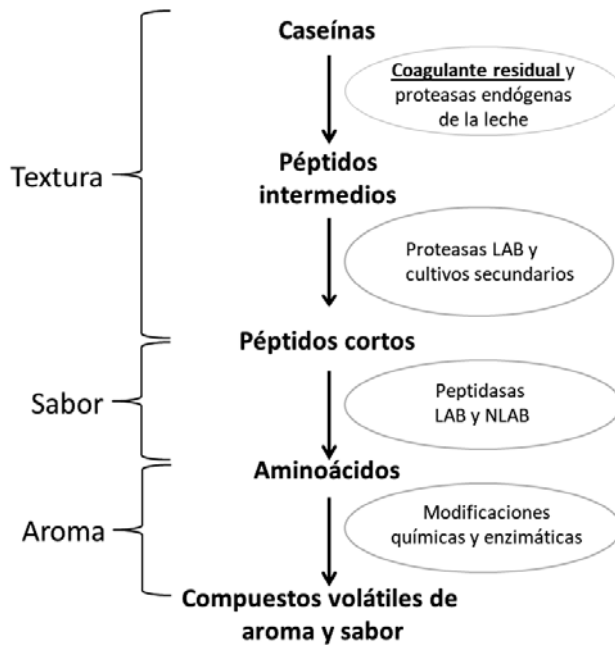 Caseínas
Coagulante residual y
proteasas endógenas
de la leche
Textura
Péptidos
intermedios
Proteasas LAB y
cultivos secundarios
Péptidos cortos
Sabor
Peptidasas
LAB y NLAB
Aminoácidos
Aroma
Modificaciones
químicas y enzimáticas
Compuestos volátiles de
aroma y sabor